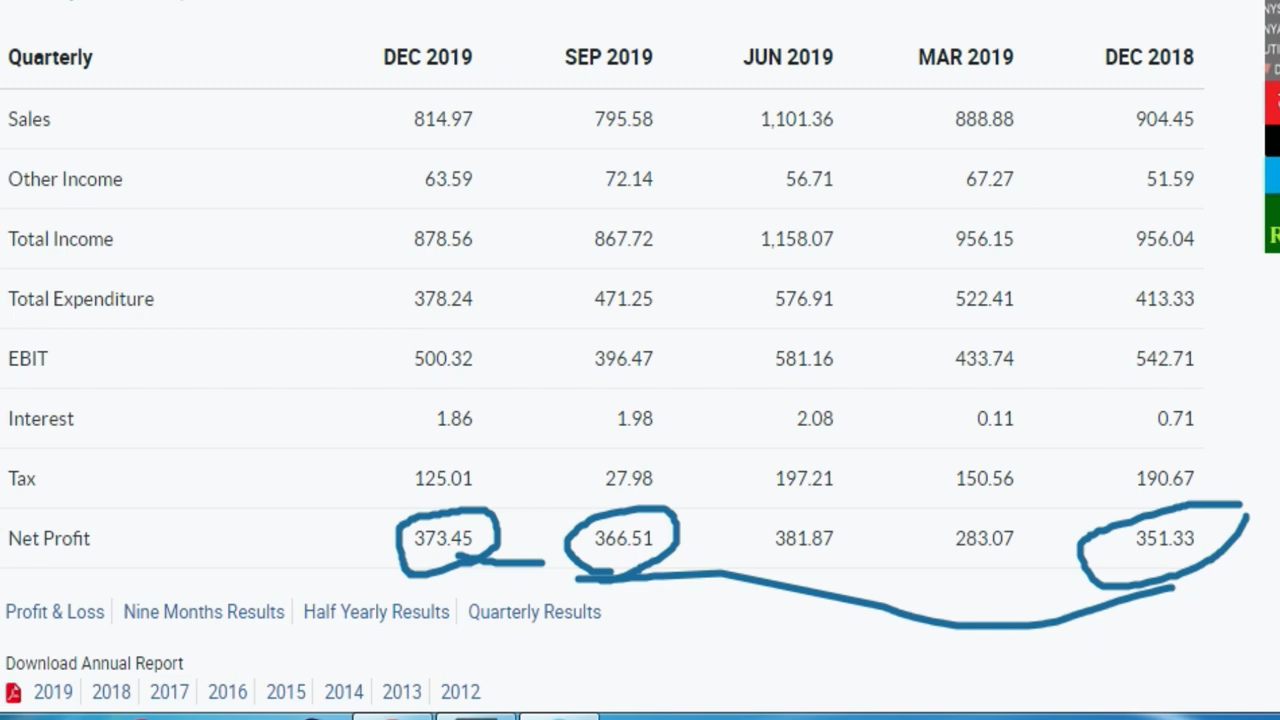 Quarterly DEC 2019 SEP 2019 JUN 2019 MAR 2019 DEC 2018
Sales 814.97 795.58 1,101.36 888.88 904.45
Other Income 63.59 72.14 56.71 67.27 51.59
Total Income 878.56 867.72 1,158.07 956.15 956.04
Total Expenditure 378.24 471.25 576.91 522.41 413.33
EBIT 500.32 396.47 581.16 433.74 542.71
Interest 1.86 1.98 2.08 0.11 0.71
Tax 125.01 27.98 197.21 150.56 190.67
Net Profit 373.45 366.51 381.87 283.07 351.33
Profit & Loss Nine Months Results Half Yearly Results Quarterly Results
Download Annual Report
2019 2018 2017 2016 2015 2014 2013 2012